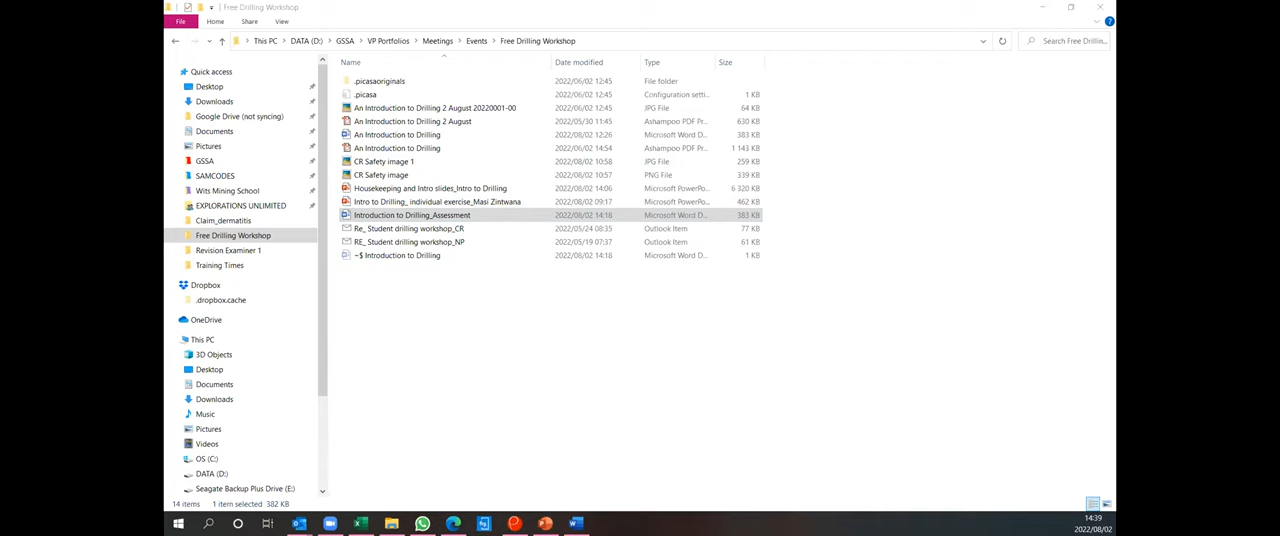 Free Drilling Workshop
File Home Share View
This PC DATA (D:) GSSA VP Portfolios Meetings Events Free Drilling Workshop Search Free Drillin...
Name Date modified Type Size
Quick access
Desktop
Downloads
Google Drive (not syncing)
Documents
Pictures
GSSA
SAMCODES
Wits Mining School
EXPLORATIONS UNLIMITED
Claim_dermatitis
Free Drilling Workshop
Revision Examiner 1
Training Times
Dropbox
.dropbox.cache
OneDrive
This PC
3D Objects
Desktop
Documents
Downloads
Music
Pictures
Videos
OS (C:)
DATA (D:)
Seagate Backup Plus Drive (E:)
.picasaoriginals 2022/06/02 12:45 File folder
.picasa 2022/06/02 12:45 Configuration setti... 1 KB
An Introduction to Drilling 2 August 20220001-00 2022/06/02 12:45 JPG File 64 KB
An Introduction to Drilling 2 August 2022/05/30 11:45 Ashampoo PDF Pr... 630 KB
An Introduction to Drilling 2022/08/02 12:26 Microsoft Word D... 383 KB
An Introduction to Drilling 2022/06/02 14:54 Ashampoo PDF Pr... 1 143 KB
CR Safety image 1 2022/08/02 10:58 JPG File 259 KB
CR Safety image 2022/08/02 10:57 PNG File 339 KB
Housekeeping and Intro slides_Intro to Drilling 2022/08/02 14:06 Microsoft PowerPo... 6 320 KB
Intro to Drilling_ individual exercise_Masi Zintwana 2022/08/02 09:17 Microsoft PowerPo... 462 KB
Introduction to Drilling_Assessment 2022/08/02 14:18 Microsoft Word D... 383 KB
Re_ Student drilling workshop_CR 2022/05/24 08:35 Outlook Item 77 KB
RE_ Student drilling workshop_NP 2022/05/19 07:37 Outlook Item 61 KB
~$ Introduction to Drilling 2022/08/02 14:18 Microsoft Word D... 1 KB
14 items 1 item selected 382 KB
14:39
2022/08/02